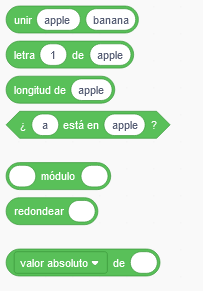 unir apple banana
letra 1 de apple
longitud de apple
¿ a está en apple ?
módulo
redondear
valor absoluto de